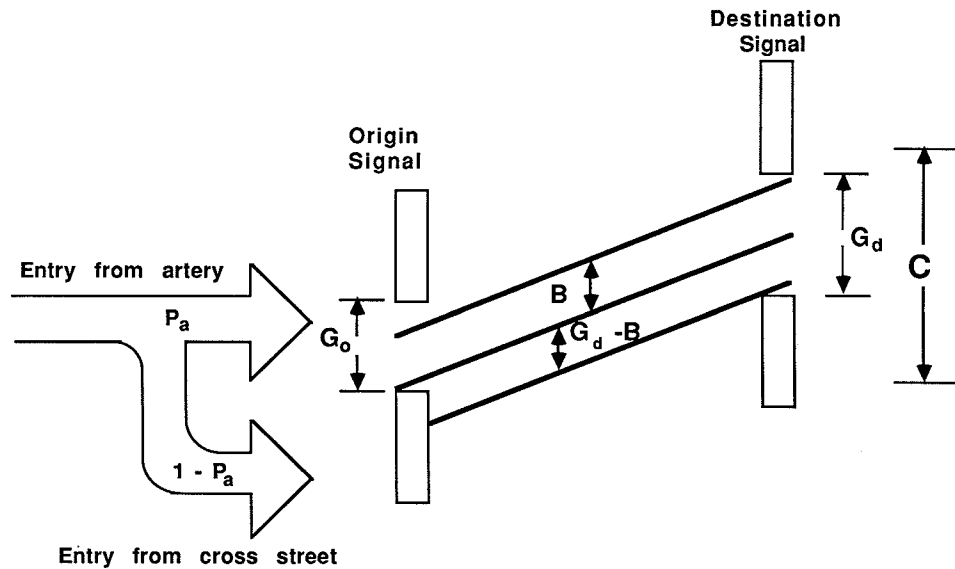 Destination
Signal
Origin
Signal
Entry from artery
Pa
Go
B
Gd -B
Gd
C
1 - Pa
Entry from cross street